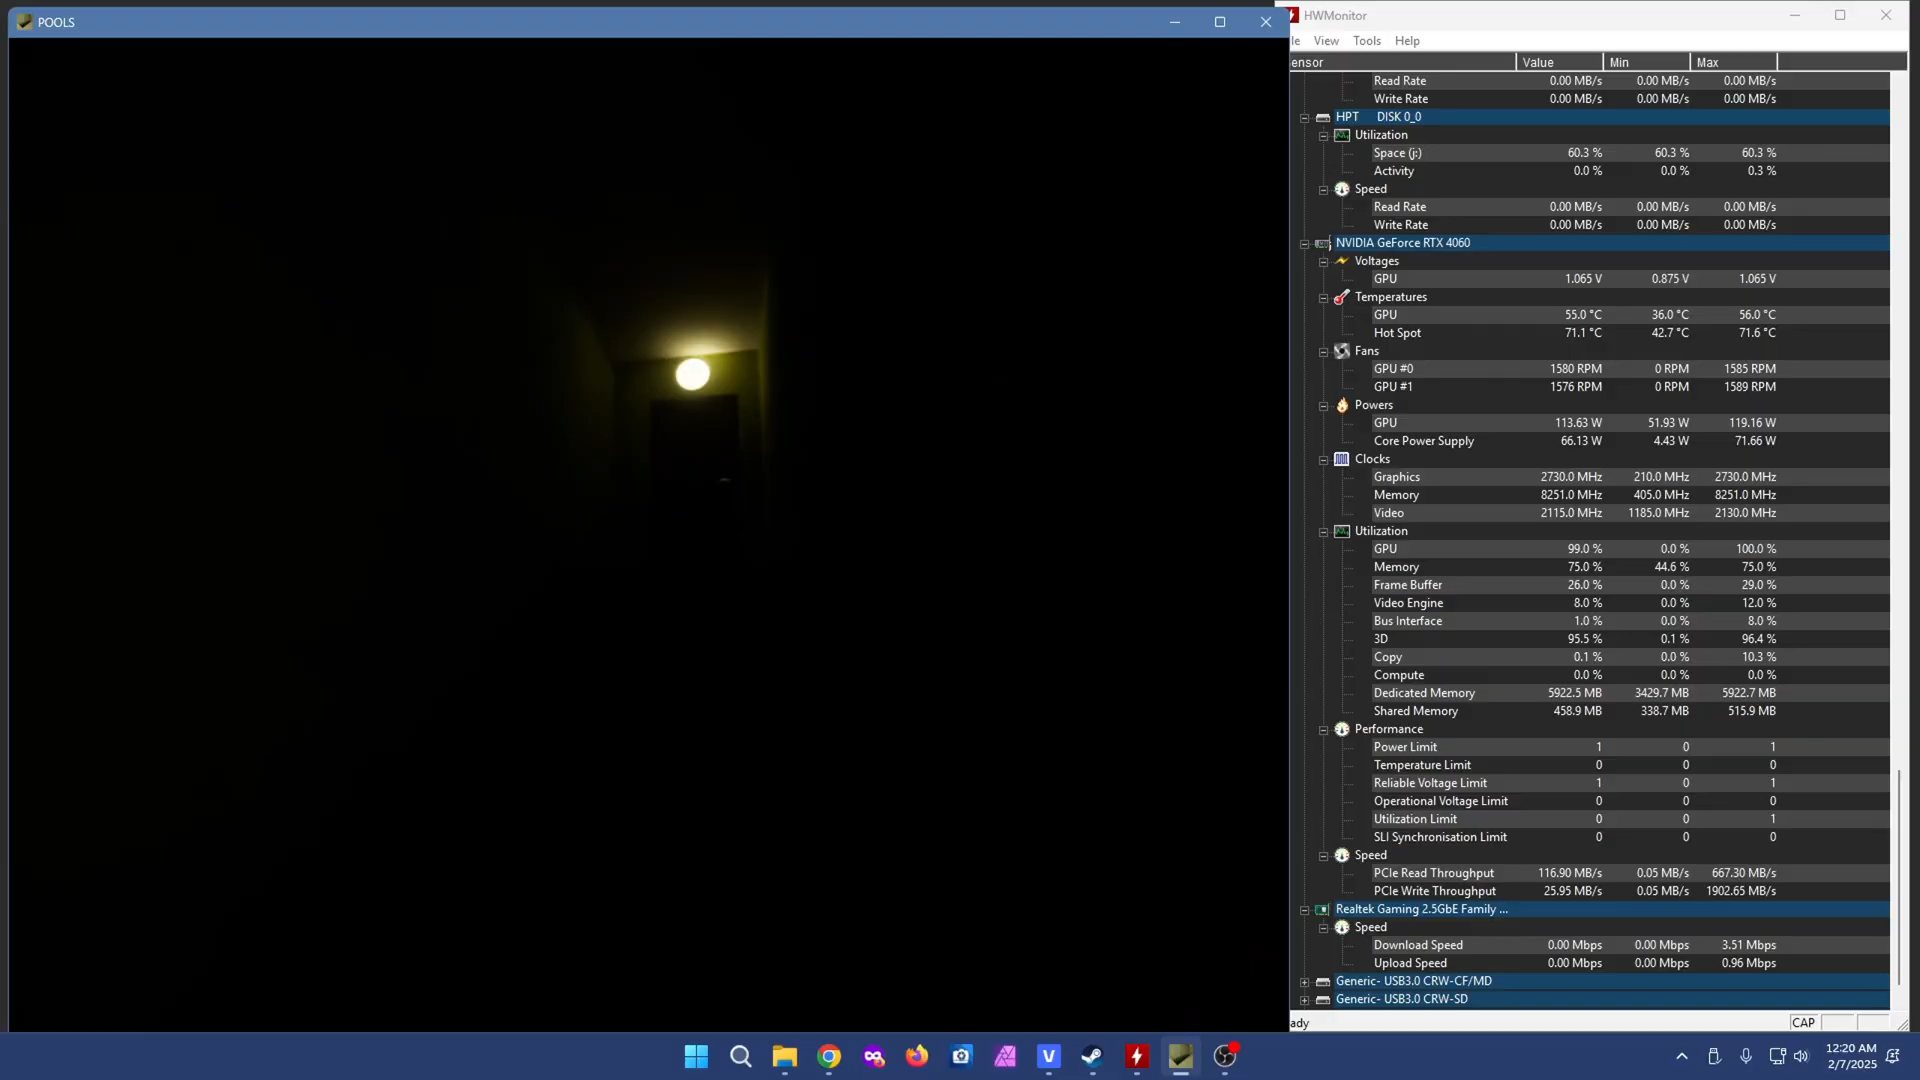 POOLS
HWMonitor
le View Tools Help
ensor Value Min Max
Read Rate 0.00 MB/s 0.00 MB/s 0.00 MB/s
Write Rate 0.00 MB/s 0.00 MB/s 0.00 MB/s
HPT DISK 0_0
Utilization
Space (j:) 60.3 % 60.3 % 60.3 %
Activity 0.0 % 0.0 % 0.3 %
Speed
Read Rate 0.00 MB/s 0.00 MB/s 0.00 MB/s
Write Rate 0.00 MB/s 0.00 MB/s 0.00 MB/s
NVIDIA GeForce RTX 4060
Voltages
GPU 1.065 V 0.875 V 1.065 V
Temperatures
GPU 55.0 °C 36.0 °C 56.0 °C
Hot Spot 71.1 °C 42.7 °C 71.6 °C
Fans
GPU #0 1580 RPM 0 RPM 1585 RPM
GPU #1 1576 RPM 0 RPM 1589 RPM
Powers
GPU 113.63 W 51.93 W 119.16 W
Core Power Supply 66.13 W 4.43 W 71.66 W
Clocks
Graphics 2730.0 MHz 210.0 MHz 2730.0 MHz
Memory 8251.0 MHz 405.0 MHz 8251.0 MHz
Video 2115.0 MHz 1185.0 MHz 2130.0 MHz
Utilization
GPU 99.0 % 0.0 % 100.0 %
Memory 75.0 % 44.6 % 75.0 %
Frame Buffer 26.0 % 0.0 % 29.0 %
Video Engine 8.0 % 0.0 % 12.0 %
Bus Interface 1.0 % 0.0 % 8.0 %
3D 95.5 % 0.1 % 96.4 %
Copy 0.1 % 0.0 % 10.3 %
Compute 0.0 % 0.0 % 0.0 %
Dedicated Memory 5922.5 MB 3429.7 MB 5922.7 MB
Shared Memory 458.9 MB 338.7 MB 515.9 MB
Performance
Power Limit 1 0 1
Temperature Limit 0 0 0
Reliable Voltage Limit 1 0 1
Operational Voltage Limit 0 0 0
Utilization Limit 0 0 1
SLI Synchronisation Limit 0 0 0
Speed
PCIe Read Throughput 116.90 MB/s 0.05 MB/s 667.30 MB/s
PCIe Write Throughput 25.95 MB/s 0.05 MB/s 1902.65 MB/s
Realtek Gaming 2.5GbE Family ...
Speed
Download Speed 0.00 Mbps 0.00 Mbps 3.51 Mbps
Upload Speed 0.00 Mbps 0.00 Mbps 0.96 Mbps
Generic- USB3.0 CRW-CF/MD
Generic- USB3.0 CRW-SD
ady CAP
V
12:20 AM
2/7/2025